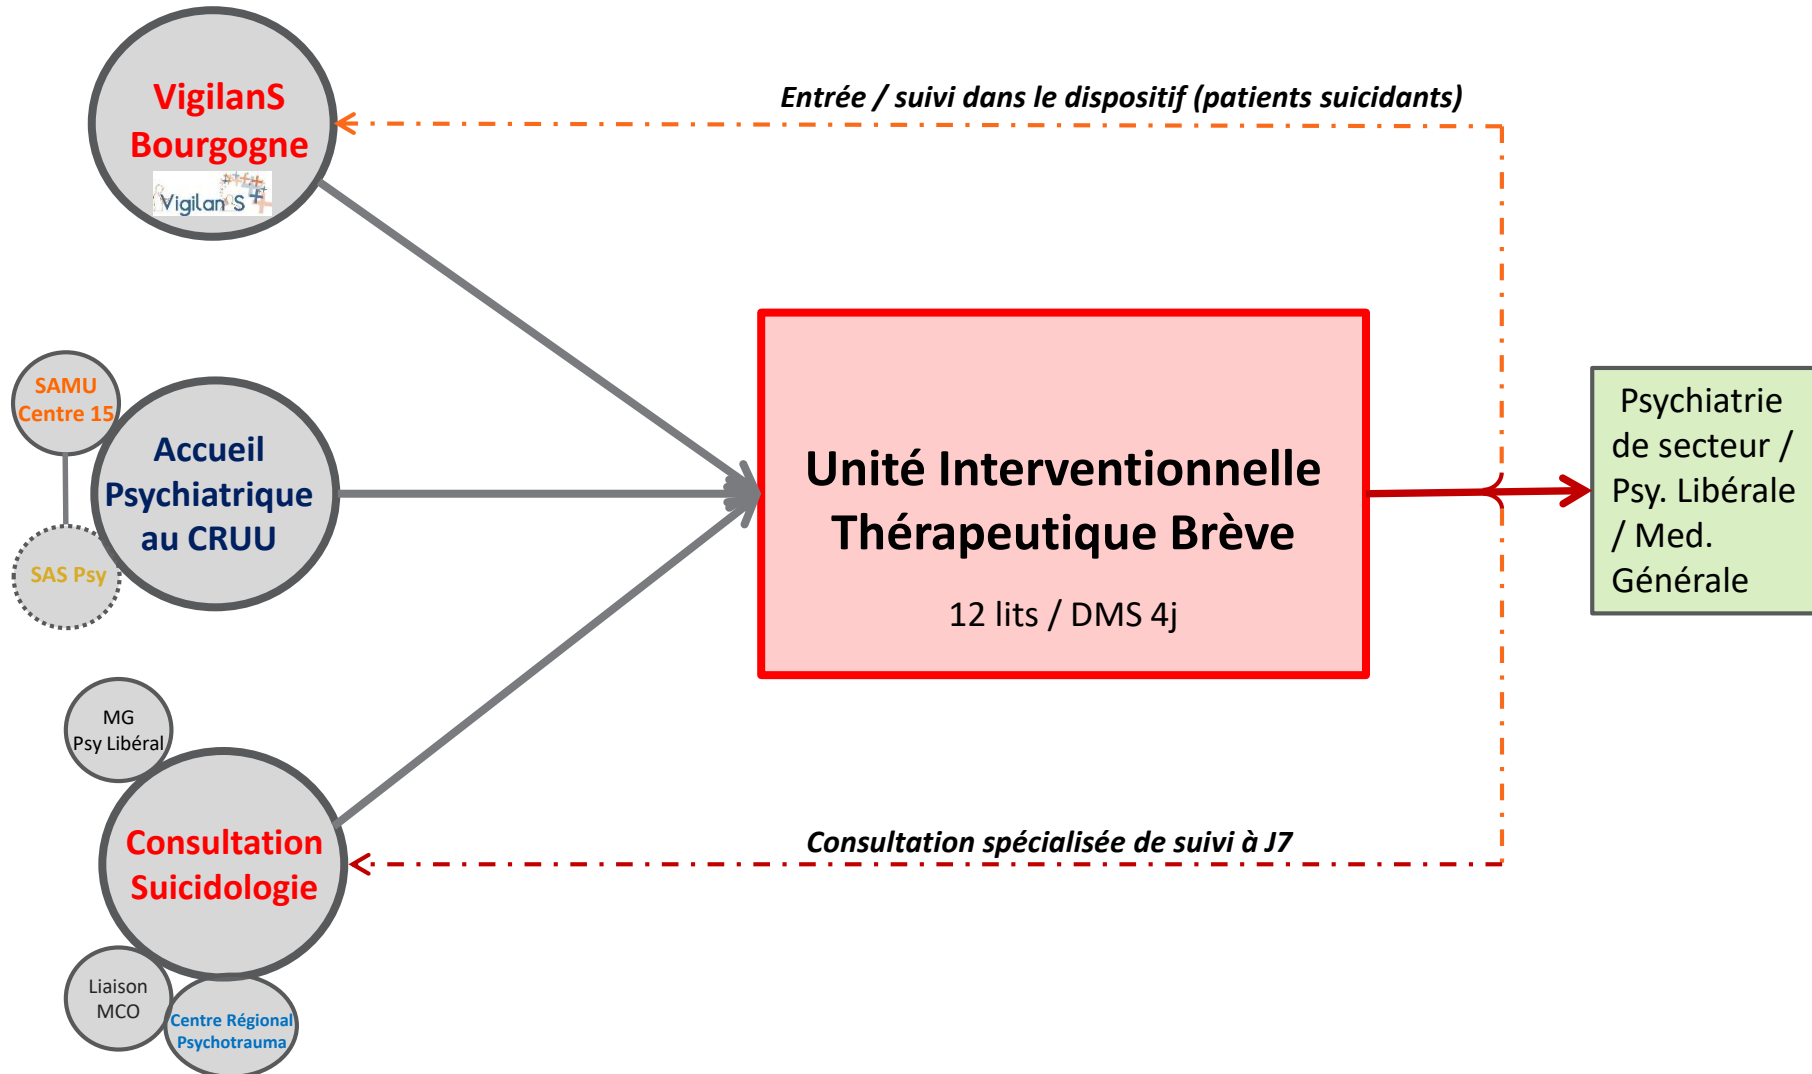 VigilanS
Bourgogne
VigilanS
Entrée / suivi dans le dispositif (patients suicidants)
SAMU
Centre 15
Accueil
Psychiatrique
au CRUU
SAS Psy
Unité Interventionnelle
Thérapeutique Brève
12 lits / DMS 4j
Psychiatrie
de secteur /
Psy. Libérale
/ Med.
Générale
MG
Psy Libéral
Consultation
Suicidologie
Consultation spécialisée de suivi à J7
Liaison
MCO
Centre Régional
Psychotrauma